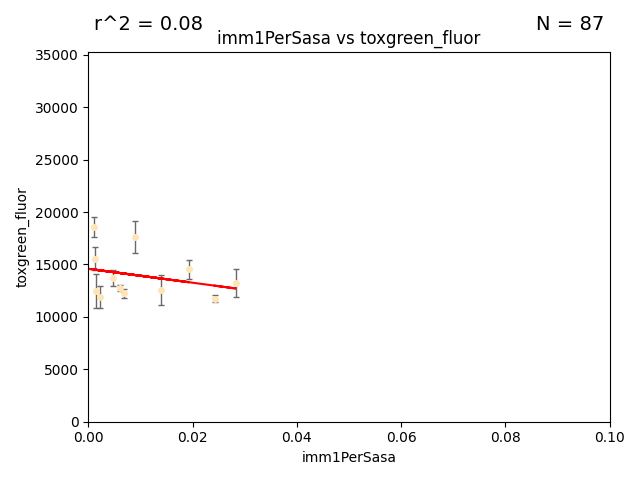 r^2 = 0.08
N = 87
imm1PerSasa vs toxgreen_fluor
35000
30000
25000
20000
15000
10000
5000
0
toxgreen_fluor
0.00
0.02
0.04
0.06
0.08
0.10
imm1PerSasa